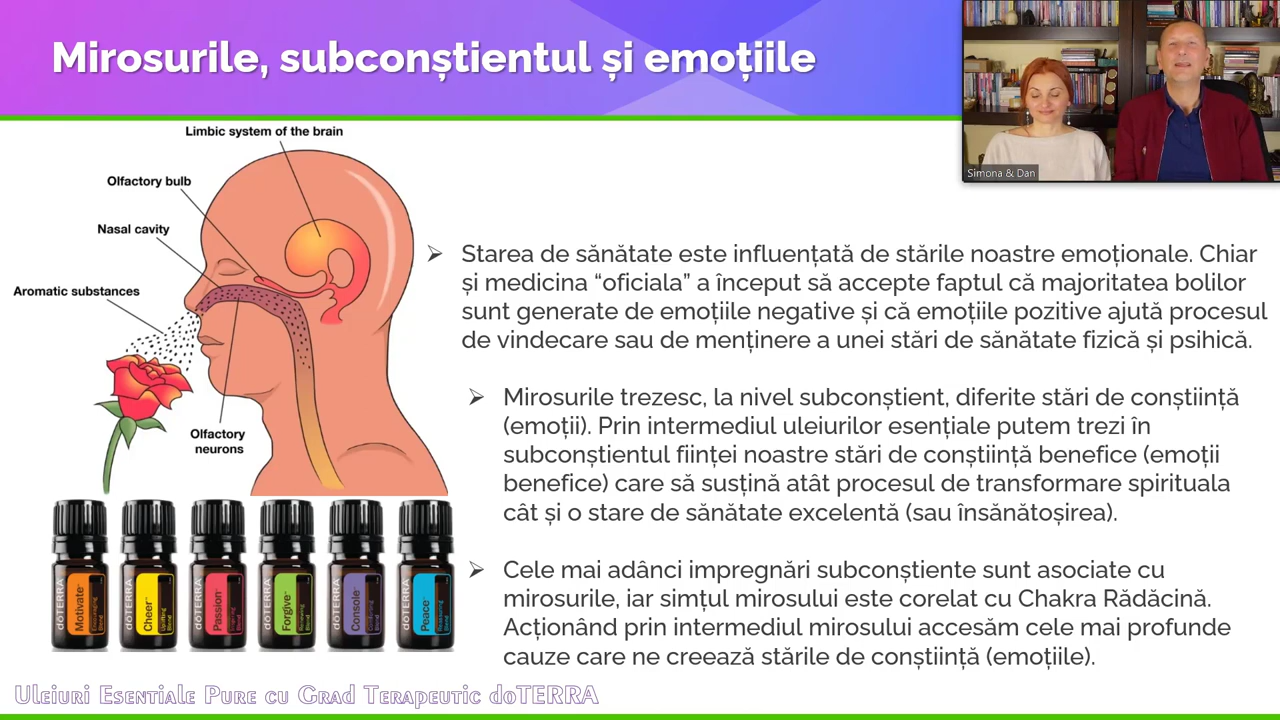 Mirosurile, subconștientul și emoțiile
Simona & Dan
Limbic system of the brain
Olfactory bulb
Nasal cavity
Aromatic substances
Olfactory
neurons
Starea de sănătate este influențată de stările noastre emoționale. Chiar
și medicina “oficiala” a început să accepte faptul că majoritatea bolilor
sunt generate de emoțiile negative și că emoțiile pozitive ajută procesul
de vindecare sau de menținere a unei stări de sănătate fizică și psihică.
Mirosurile trezesc, la nivel subconștient, diferite stări de conștiință
(emoții). Prin intermediul uleiurilor esențiale putem trezi în
subconștientul ființei noastre stări de conștiință benefice (emoții
benefice) care să susțină atât procesul de transformare spirituala
cât și o stare de sănătate excelentă (sau însănătoșirea).
Cele mai adânci impregnări subconștiente sunt asociate cu
mirosurile, iar simțul mirosului este corelat cu Chakra Rădăcină.
Acționând prin intermediul mirosului accesăm cele mai profunde
cauze care ne creează stările de conștiință (emoțiile).
dōTERRA
Motivate
dōTERRA
Cheer
dōTERRA
Passion
dōTERRA
Forgive
dōTERRA
Console
dōTERRA
Peace
Uleiuri Esentiale Pure cu Grad Terapeutic doTERRA